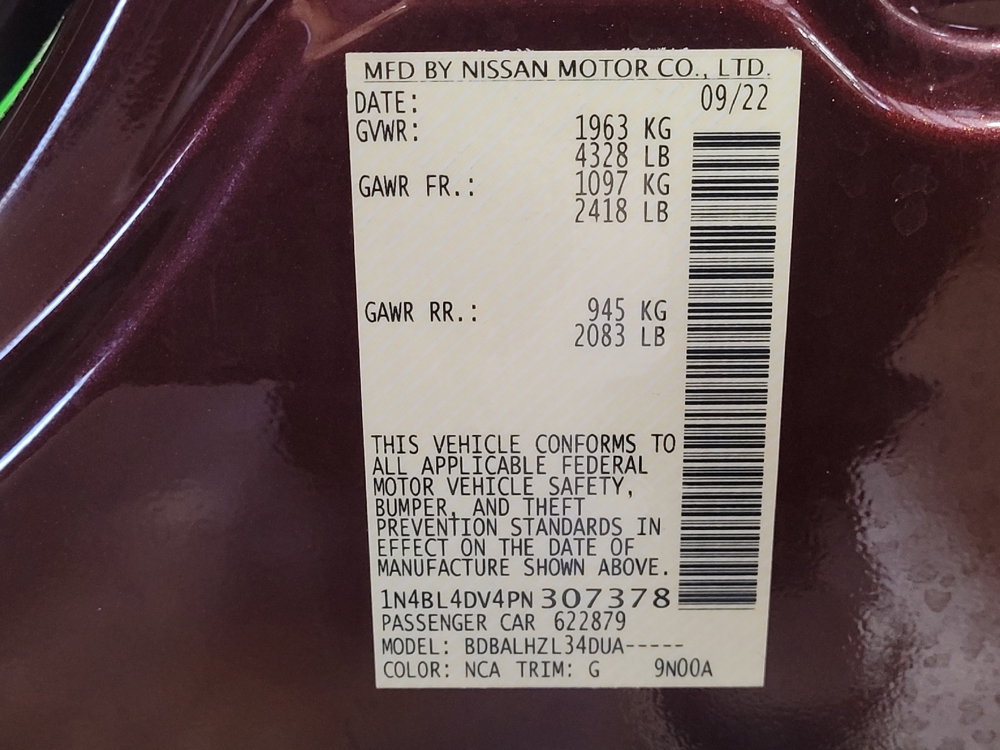 MFD BY NISSAN MOTOR CO., LTD.
DATE: 09/22
GVWR: 1963 KG
4328 LB
GAWR FR.: 1097 KG
2418 LB
GAWR RR.: 945 KG
2083 LB
THIS VEHICLE CONFORMS TO
ALL APPLICABLE FEDERAL
MOTOR VEHICLE SAFETY,
BUMPER, AND THEFT
PREVENTION STANDARDS IN
EFFECT ON THE DATE OF
MANUFACTURE SHOWN ABOVE.
1N4BL4DV4PN307378
PASSENGER CAR 622879
MODEL: BDBALHZL34DUA-----
COLOR: NCA TRIM: G 9N00A